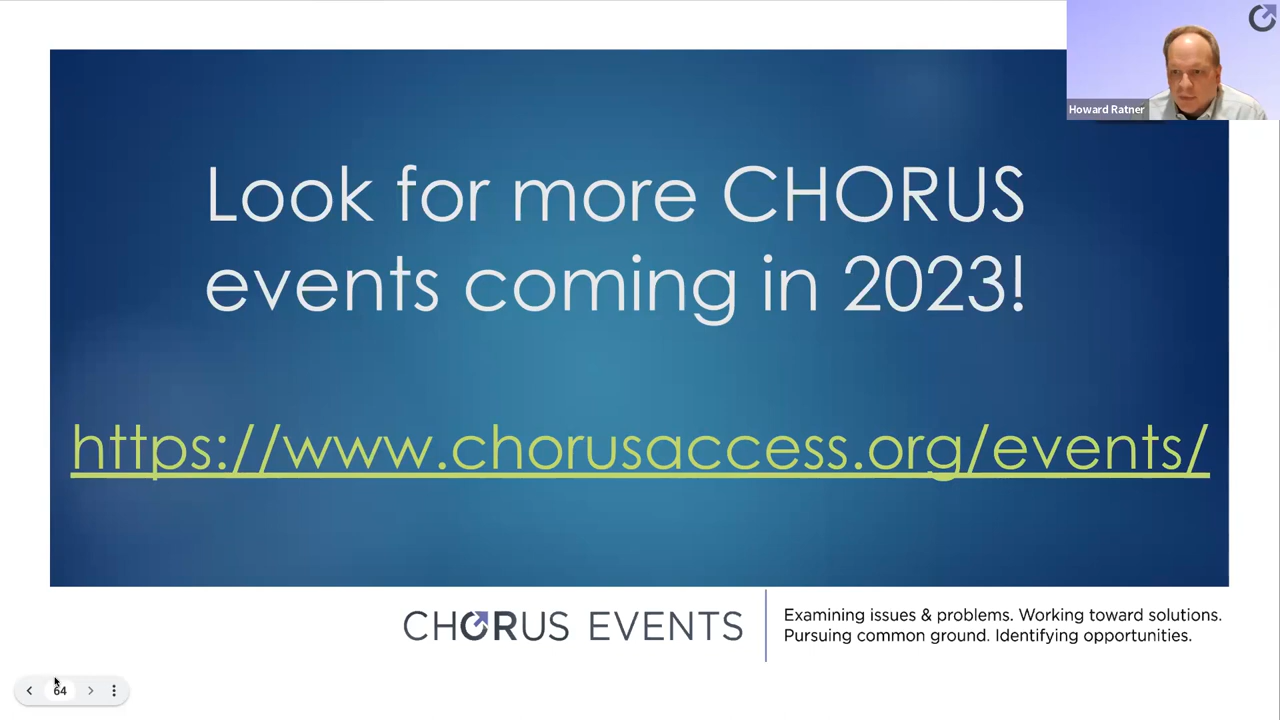 Howard Ratner
Look for more CHORUS
events coming in 2023!
https://www.chorusaccess.org/events/
CHORUS EVENTS
Examining issues & problems. Working toward solutions.
Pursuing common ground. Identifying opportunities.
64